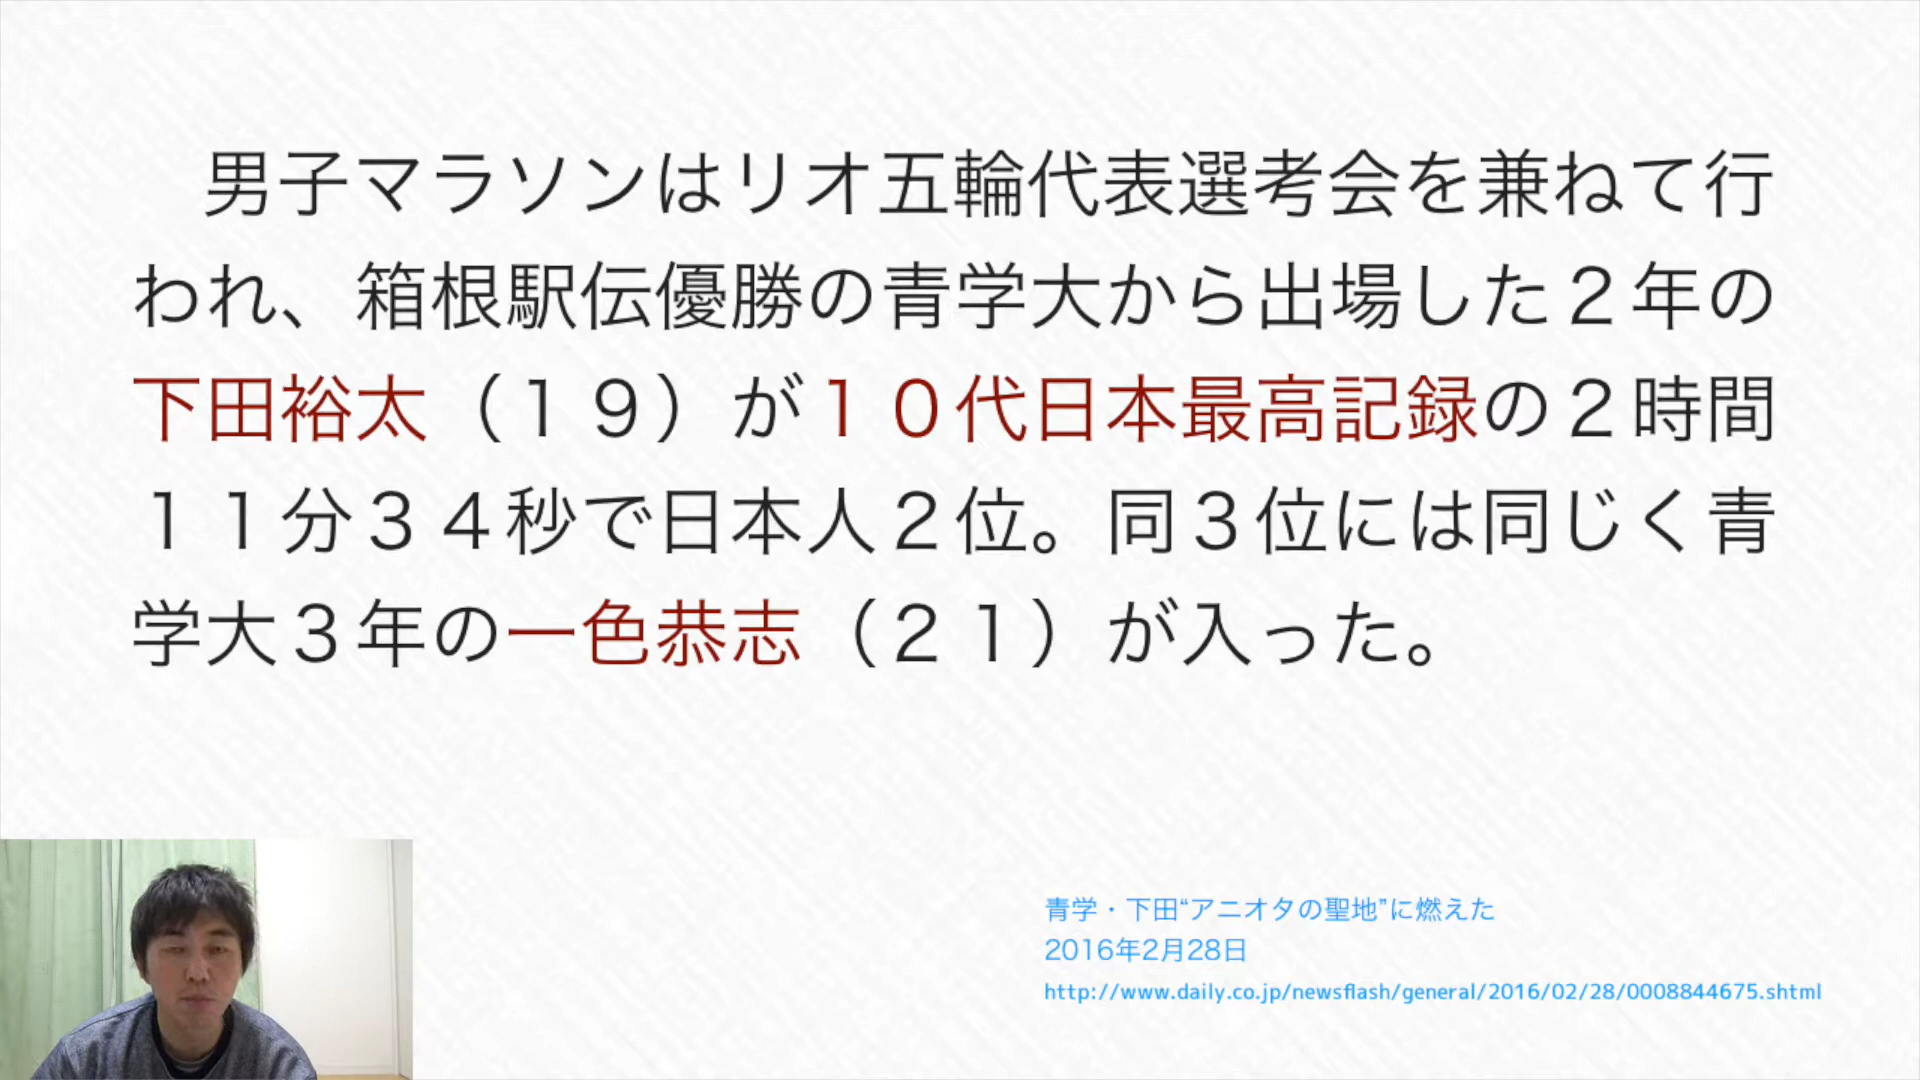 男子マラソンはリオ五輪代表選考会を兼ねて行
われ、箱根駅伝優勝の青学大から出場した２年の
下田裕太（１９）が１０代日本最高記録の２時間
１１分３４秒で日本人２位。同３位には同じく青
学大３年の一色恭志（２１）が入った。
青学・下田“アニオタの聖地”に燃えた
2016年2月28日
http://www.daily.co.jp/newsflash/general/2016/02/28/0008844675.shtml